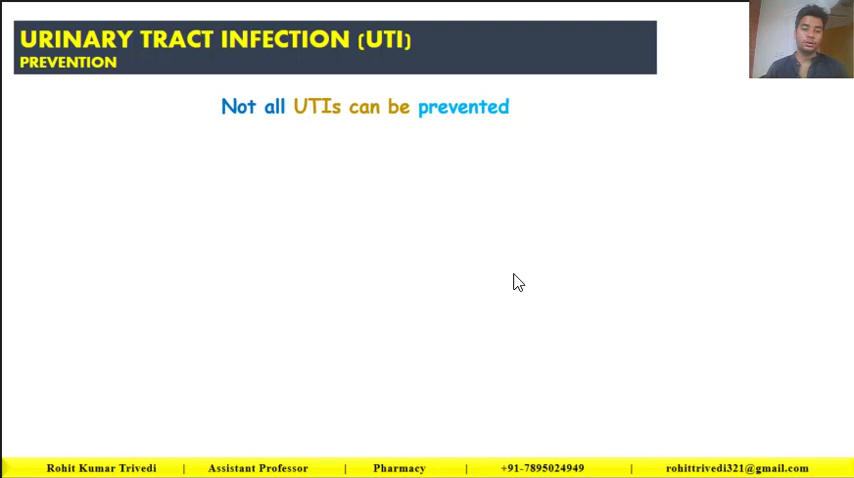 URINARY TRACT INFECTION (UTI)
PREVENTION
Not all UTIs can be prevented
Rohit Kumar Trivedi | Assistant Professor | Pharmacy | +91-7895024949 | rohittrivedi321@gmail.com